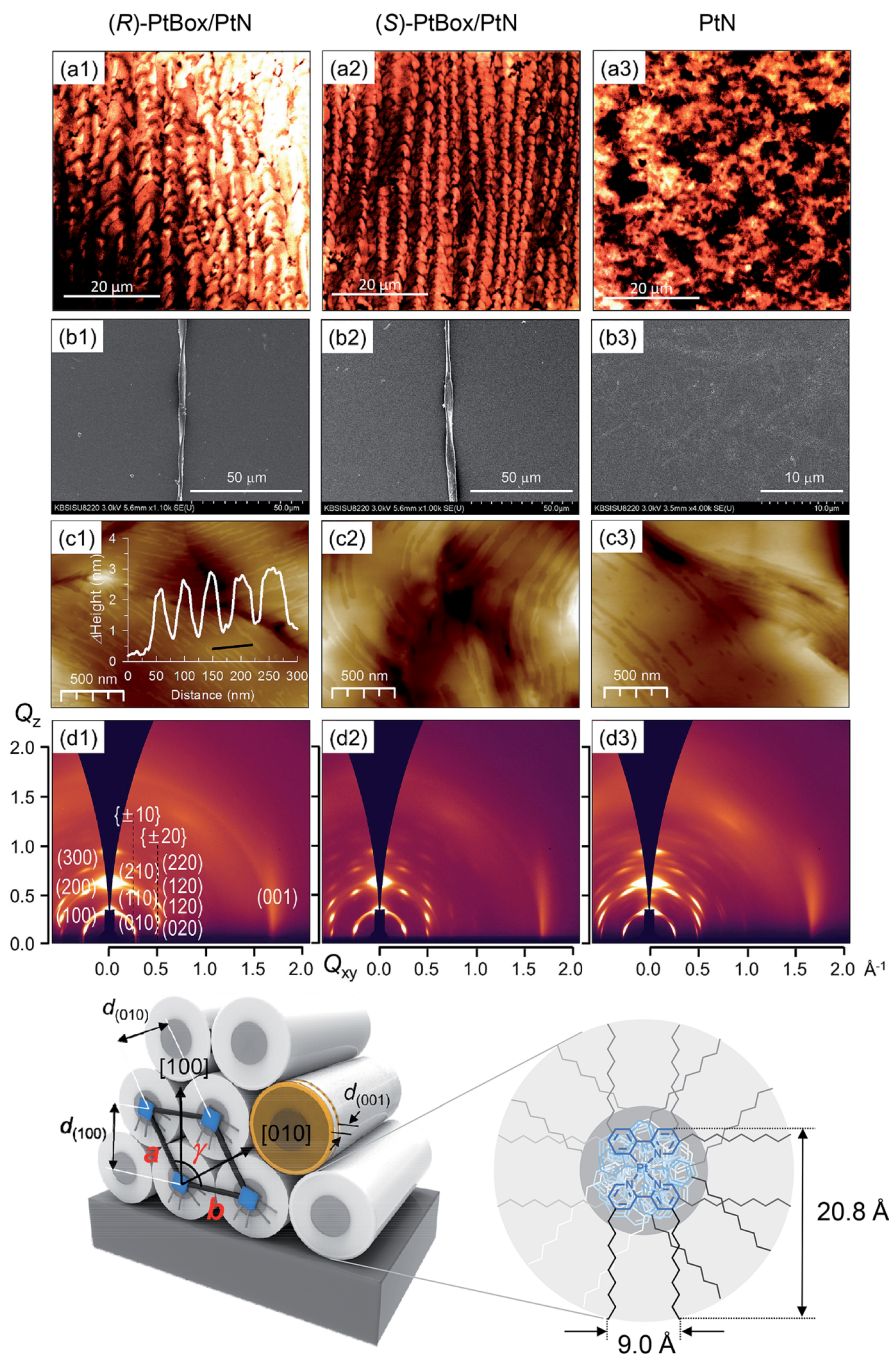 (R)-PtBox/PtN
(S)-PtBox/PtN
PtN
(a1)
20 μm
(a2)
20 μm
(a3)
20 μm
(b1)
50 μm
KBSISU8220 3.0kV 5.6mm x1.10k SE(U)
50.0μm
(b2)
50 μm
KBSISU8220 3.0kV 5.6mm x1.00k SE(U)
50.0μm
(b3)
10 μm
KBSISU8220 3.0kV 3.5mm x4.00k SE(U)
10.0μm
(c1)
ΔHeight (nm)
4
3
2
1
0
0 50 100 150 200 250 300
Distance (nm)
500 nm
(c2)
500 nm
(c3)
500 nm
Qz
2.0
1.5
1.0
0.5
0.0
(d1)
{±10}
{±20}
(300)
(200)
(100)
(210)
(110)
(010)
(220)
(120)
(120)
(020)
(001)
(d2)
(d3)
0.0 0.5 1.0 1.5 2.0
Qxy
0.0 0.5 1.0 1.5 2.0
0.0 0.5 1.0 1.5 2.0 Å⁻¹
d(010)
[100]
d(001)
d(100)
[010]
a
γ
b
N
Pt
N
N
20.8 Å
9.0 Å